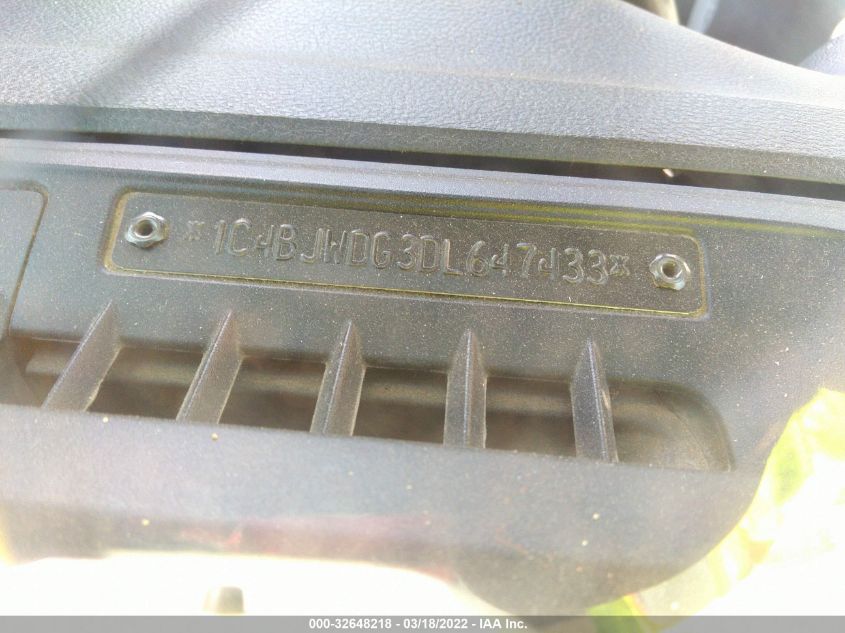 *1C4BJWDG3DL647433*
000-32648218 - 03/18/2022 - IAA Inc.